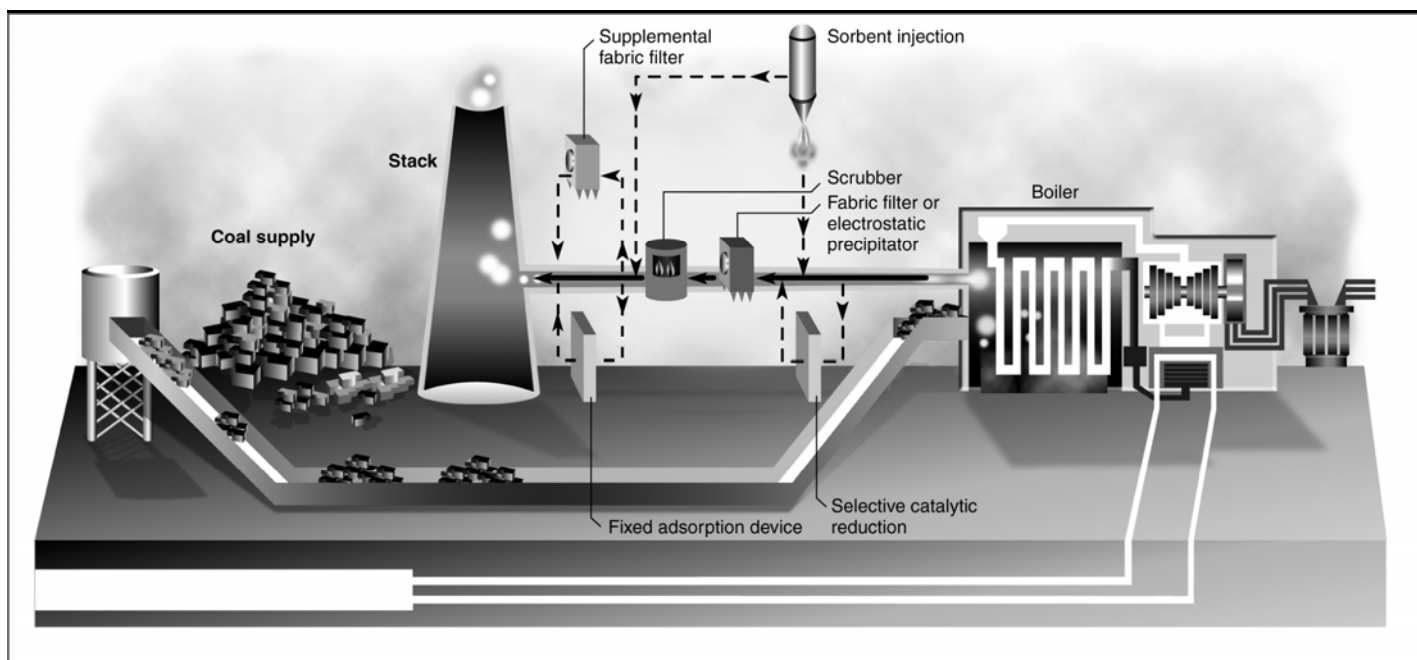 Supplemental
fabric filter
Sorbent injection
Stack
Scrubber
Fabric filter or
electrostatic
precipitator
Boiler
Coal supply
Fixed adsorption device
Selective catalytic
reduction